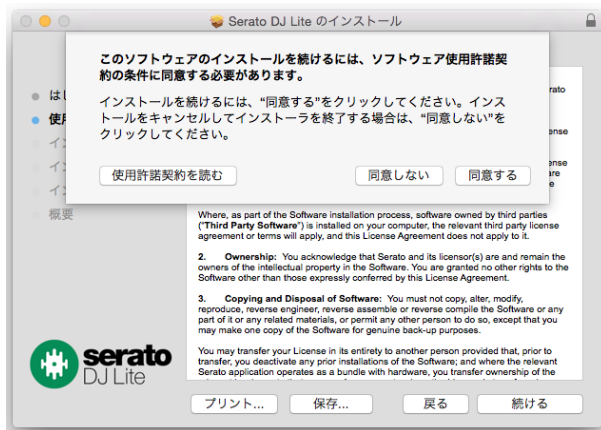 Serato DJ Lite のインストール
このソフトウェアのインストールを続けるには、ソフトウェア使用許諾契
約の条件に同意する必要があります。
インストールを続けるには、“同意する”をクリックしてください。インス
トールをキャンセルしてインストーラを終了する場合は、“同意しない”を
クリックしてください。
使用許諾契約を読む
同意しない
同意する
概要
Where, as part of the Software installation process, software owned by third parties
("Third Party Software") is installed on your computer, the relevant third party license
agreement or terms will apply, and this License Agreement does not apply to it.
2. Ownership: You acknowledge that Serato and its licensor(s) are and remain the
owners of the intellectual property in the Software. You are granted no other rights to the
Software other than those expressly conferred by this License Agreement.
3. Copying and Disposal of Software: You must not copy, alter, modify,
reproduce, reverse engineer, reverse assemble or reverse compile the Software or any
part of it or any related materials, or permit any other person to do so, except that you
may make one copy of the Software for genuine back-up purposes.
You may transfer your License in its entirety to another person provided that, prior to
transfer, you deactivate any prior installations of the Software; and where the relevant
Serato application operates as a bundle with hardware, you transfer ownership of the
serato
DJ Lite
プリント...
保存...
戻る
続ける